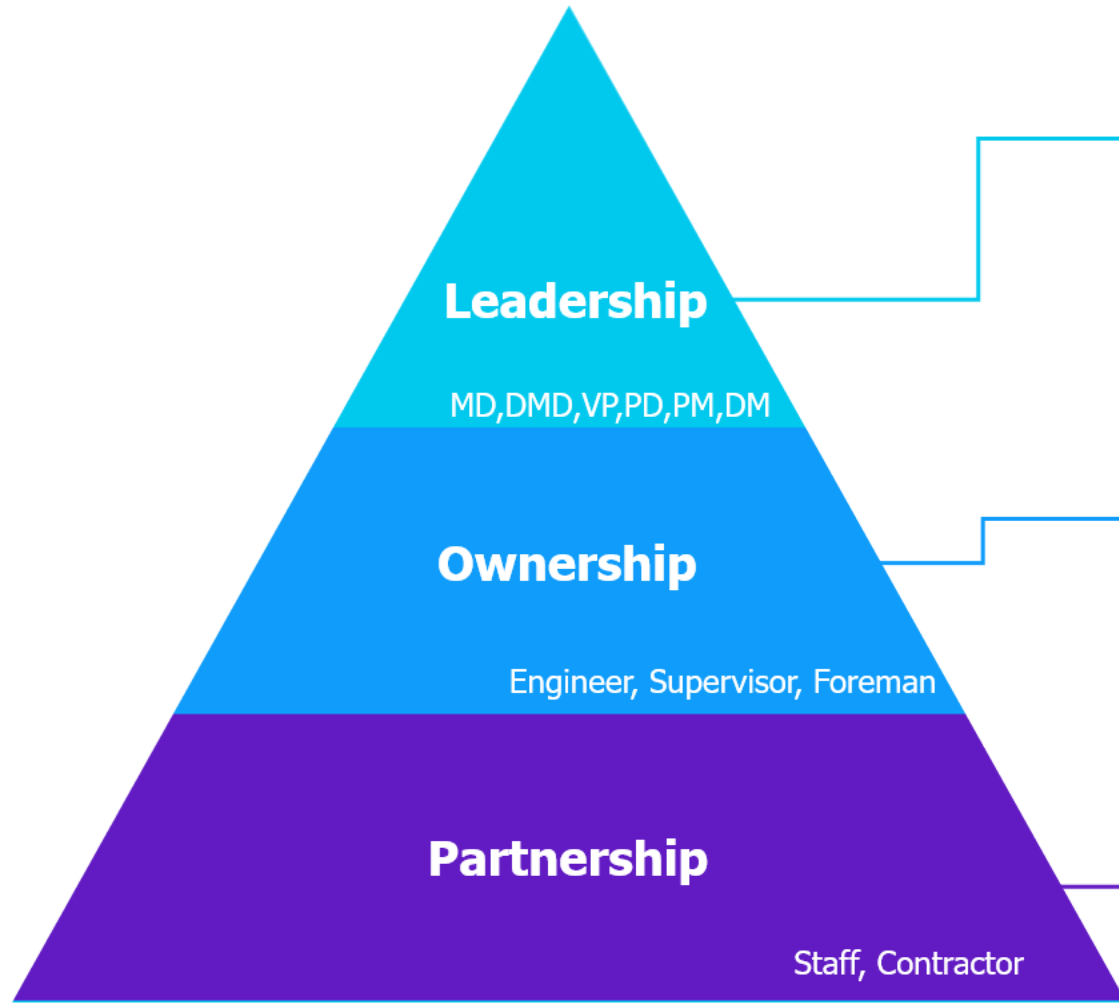 Leadership
MD,DMD,VP,PD,PM,DM
Ownership
Engineer, Supervisor, Foreman
Partnership
Staff, Contractor